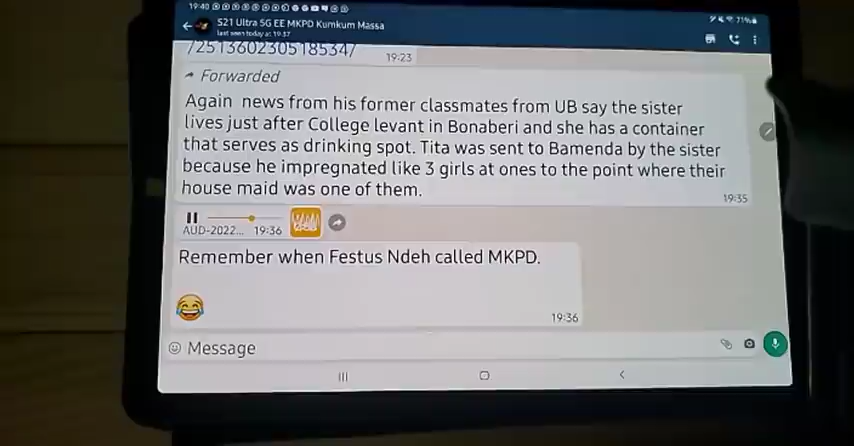 19:40
71%
S21 Ultra 5G EE MKPD Kumkum Massa
last seen today at 19:37
/251360230518534/
19:23
Forwarded
Again news from his former classmates from UB say the sister
lives just after College levant in Bonaberi and she has a container
that serves as drinking spot. Tita was sent to Bamenda by the sister
because he impregnated like 3 girls at ones to the point where their
house maid was one of them.
19:35
AUD-2022... 19:36
Remember when Festus Ndeh called MKPD.
😂
19:36
Message